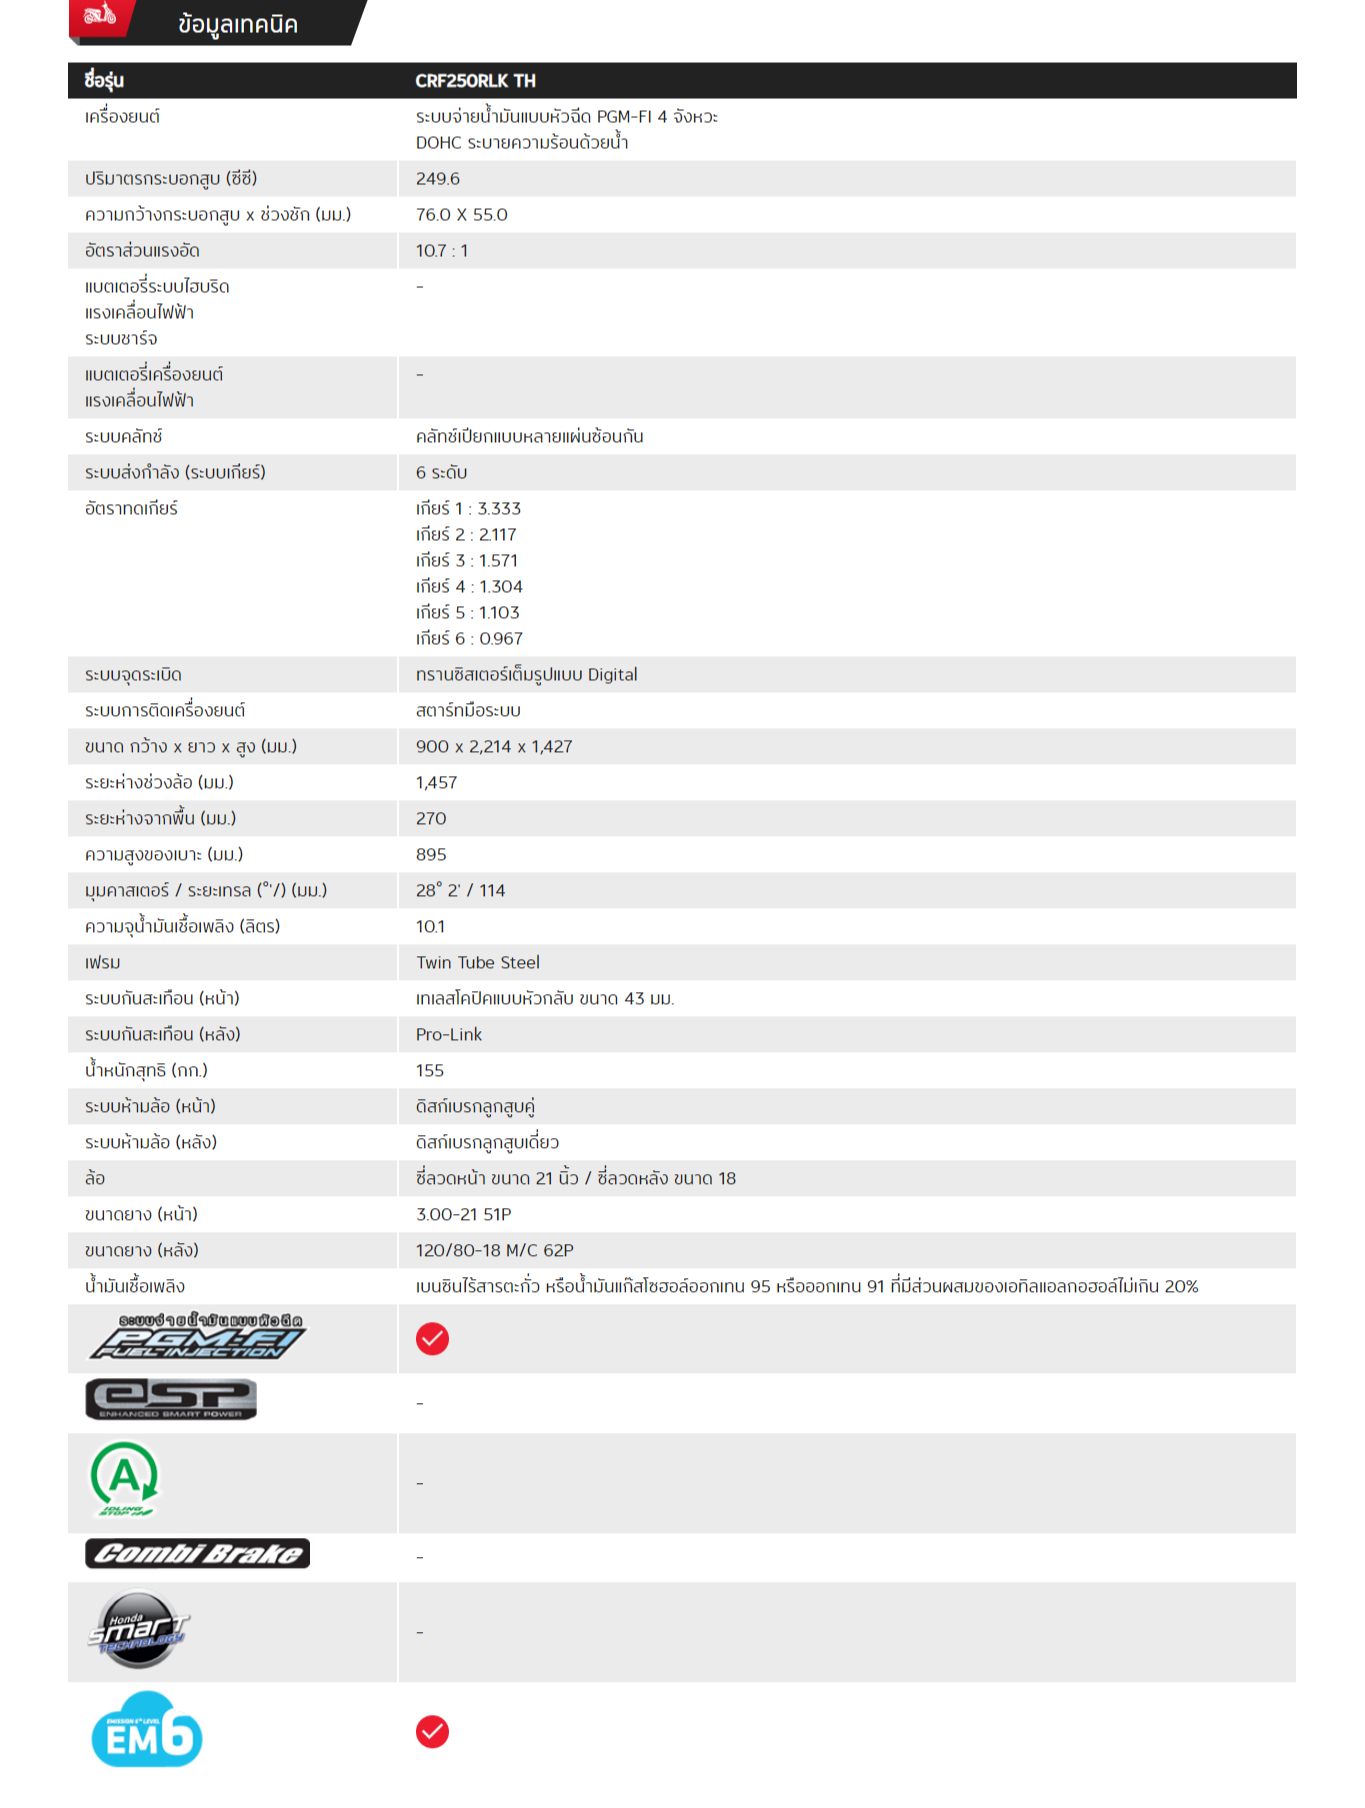 ข้อมูลเทคนิค
ชื่อรุ่น CRF250RLK TH
เครื่องยนต์ ระบบจ่ายน้ำมันแบบหัวฉีด PGM-FI 4 จังหวะ
DOHC ระบายความร้อนด้วยน้ำ
ปริมาตรกระบอกสูบ (ซีซี) 249.6
ความกว้างกระบอกสูบ x ช่วงชัก (มม.) 76.0 X 55.0
อัตราส่วนแรงอัด 10.7 : 1
แบตเตอรี่ระบบไฮบริด -
แรงเคลื่อนไฟฟ้า
ระบบชาร์จ
แบตเตอรี่เครื่องยนต์ -
แรงเคลื่อนไฟฟ้า
ระบบคลัทช์ คลัทช์เปียกแบบหลายแผ่นซ้อนกัน
ระบบส่งกำลัง (ระบบเกียร์) 6 ระดับ
อัตราทดเกียร์ เกียร์ 1 : 3.333
เกียร์ 2 : 2.117
เกียร์ 3 : 1.571
เกียร์ 4 : 1.304
เกียร์ 5 : 1.103
เกียร์ 6 : 0.967
ระบบจุดระเบิด ทรานซิสเตอร์เต็มรูปแบบ Digital
ระบบการติดเครื่องยนต์ สตาร์ทมือระบบ
ขนาด กว้าง x ยาว x สูง (มม.) 900 x 2,214 x 1,427
ระยะห่างช่วงล้อ (มม.) 1,457
ระยะห่างจากพื้น (มม.) 270
ความสูงของเบาะ (มม.) 895
มุมคาสเตอร์ / ระยะเทรล (°'/) (มม.) 28° 2' / 114
ความจุน้ำมันเชื้อเพลิง (ลิตร) 10.1
เฟรม Twin Tube Steel
ระบบกันสะเทือน (หน้า) เทเลสโคปิคแบบหัวกลับ ขนาด 43 มม.
ระบบกันสะเทือน (หลัง) Pro-Link
น้ำหนักสุทธิ (กก.) 155
ระบบห้ามล้อ (หน้า) ดิสก์เบรกลูกสูบคู่
ระบบห้ามล้อ (หลัง) ดิสก์เบรกลูกสูบเดี่ยว
ล้อ ซี่ลวดหน้า ขนาด 21 นิ้ว / ซี่ลวดหลัง ขนาด 18
ขนาดยาง (หน้า) 3.00-21 51P
ขนาดยาง (หลัง) 120/80-18 M/C 62P
น้ำมันเชื้อเพลิง เบนซินไร้สารตะกั่ว หรือน้ำมันแก๊สโซฮอล์ออกเทน 95 หรือออกเทน 91 ที่มีส่วนผสมของเอทิลแอลกอฮอล์ไม่เกิน 20%
ระบบจ่ายน้ำมันแบบหัวฉีด
PGM-FI
FUEL INJECTION
eSP -
ENHANCED SMART POWER
A -
IDLING
STOP
Combi Brake -
Honda
smart -
TECHNOLOGY
EMISSION 6TH LEVEL
EM6